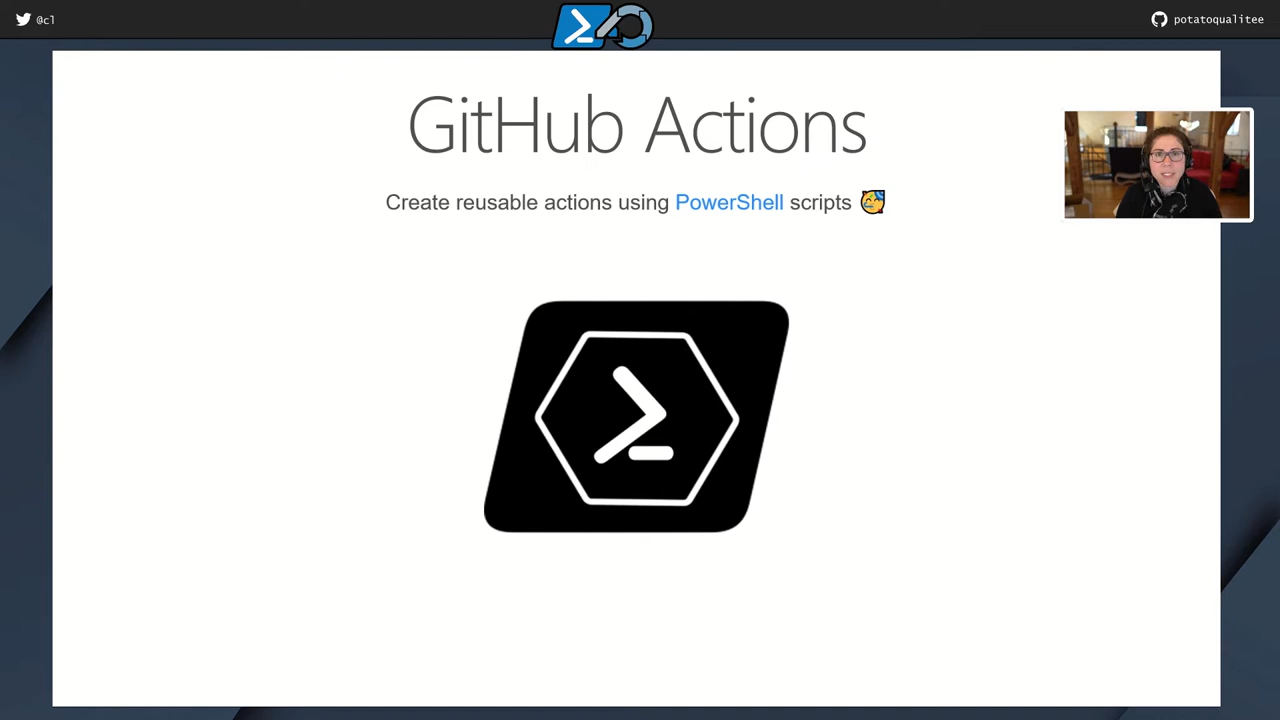 @cl
potatoqualitee
GitHub Actions
Create reusable actions using PowerShell scripts